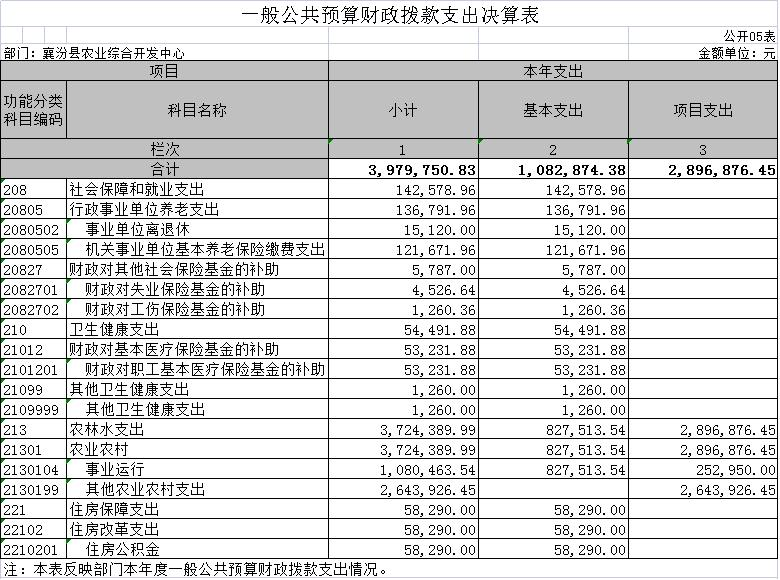 一般公共预算财政拨款支出决算表
公开05表
部门：襄汾县农业综合开发中心 金额单位：元
项目 本年支出
功能分类科目编码 科目名称 小计 基本支出 项目支出
栏次 1 2 3
合计 3,979,750.83 1,082,874.38 2,896,876.45
208 社会保障和就业支出 142,578.96 142,578.96
20805 行政事业单位养老支出 136,791.96 136,791.96
2080502 事业单位离退休 15,120.00 15,120.00
2080505 机关事业单位基本养老保险缴费支出 121,671.96 121,671.96
20827 财政对其他社会保险基金的补助 5,787.00 5,787.00
2082701 财政对失业保险基金的补助 4,526.64 4,526.64
2082702 财政对工伤保险基金的补助 1,260.36 1,260.36
210 卫生健康支出 54,491.88 54,491.88
21012 财政对基本医疗保险基金的补助 53,231.88 53,231.88
2101201 财政对职工基本医疗保险基金的补助 53,231.88 53,231.88
21099 其他卫生健康支出 1,260.00 1,260.00
2109999 其他卫生健康支出 1,260.00 1,260.00
213 农林水支出 3,724,389.99 827,513.54 2,896,876.45
21301 农业农村 3,724,389.99 827,513.54 2,896,876.45
2130104 事业运行 1,080,463.54 827,513.54 252,950.00
2130199 其他农业农村支出 2,643,926.45 2,643,926.45
221 住房保障支出 58,290.00 58,290.00
22102 住房改革支出 58,290.00 58,290.00
2210201 住房公积金 58,290.00 58,290.00
注：本表反映部门本年度一般公共预算财政拨款支出情况。